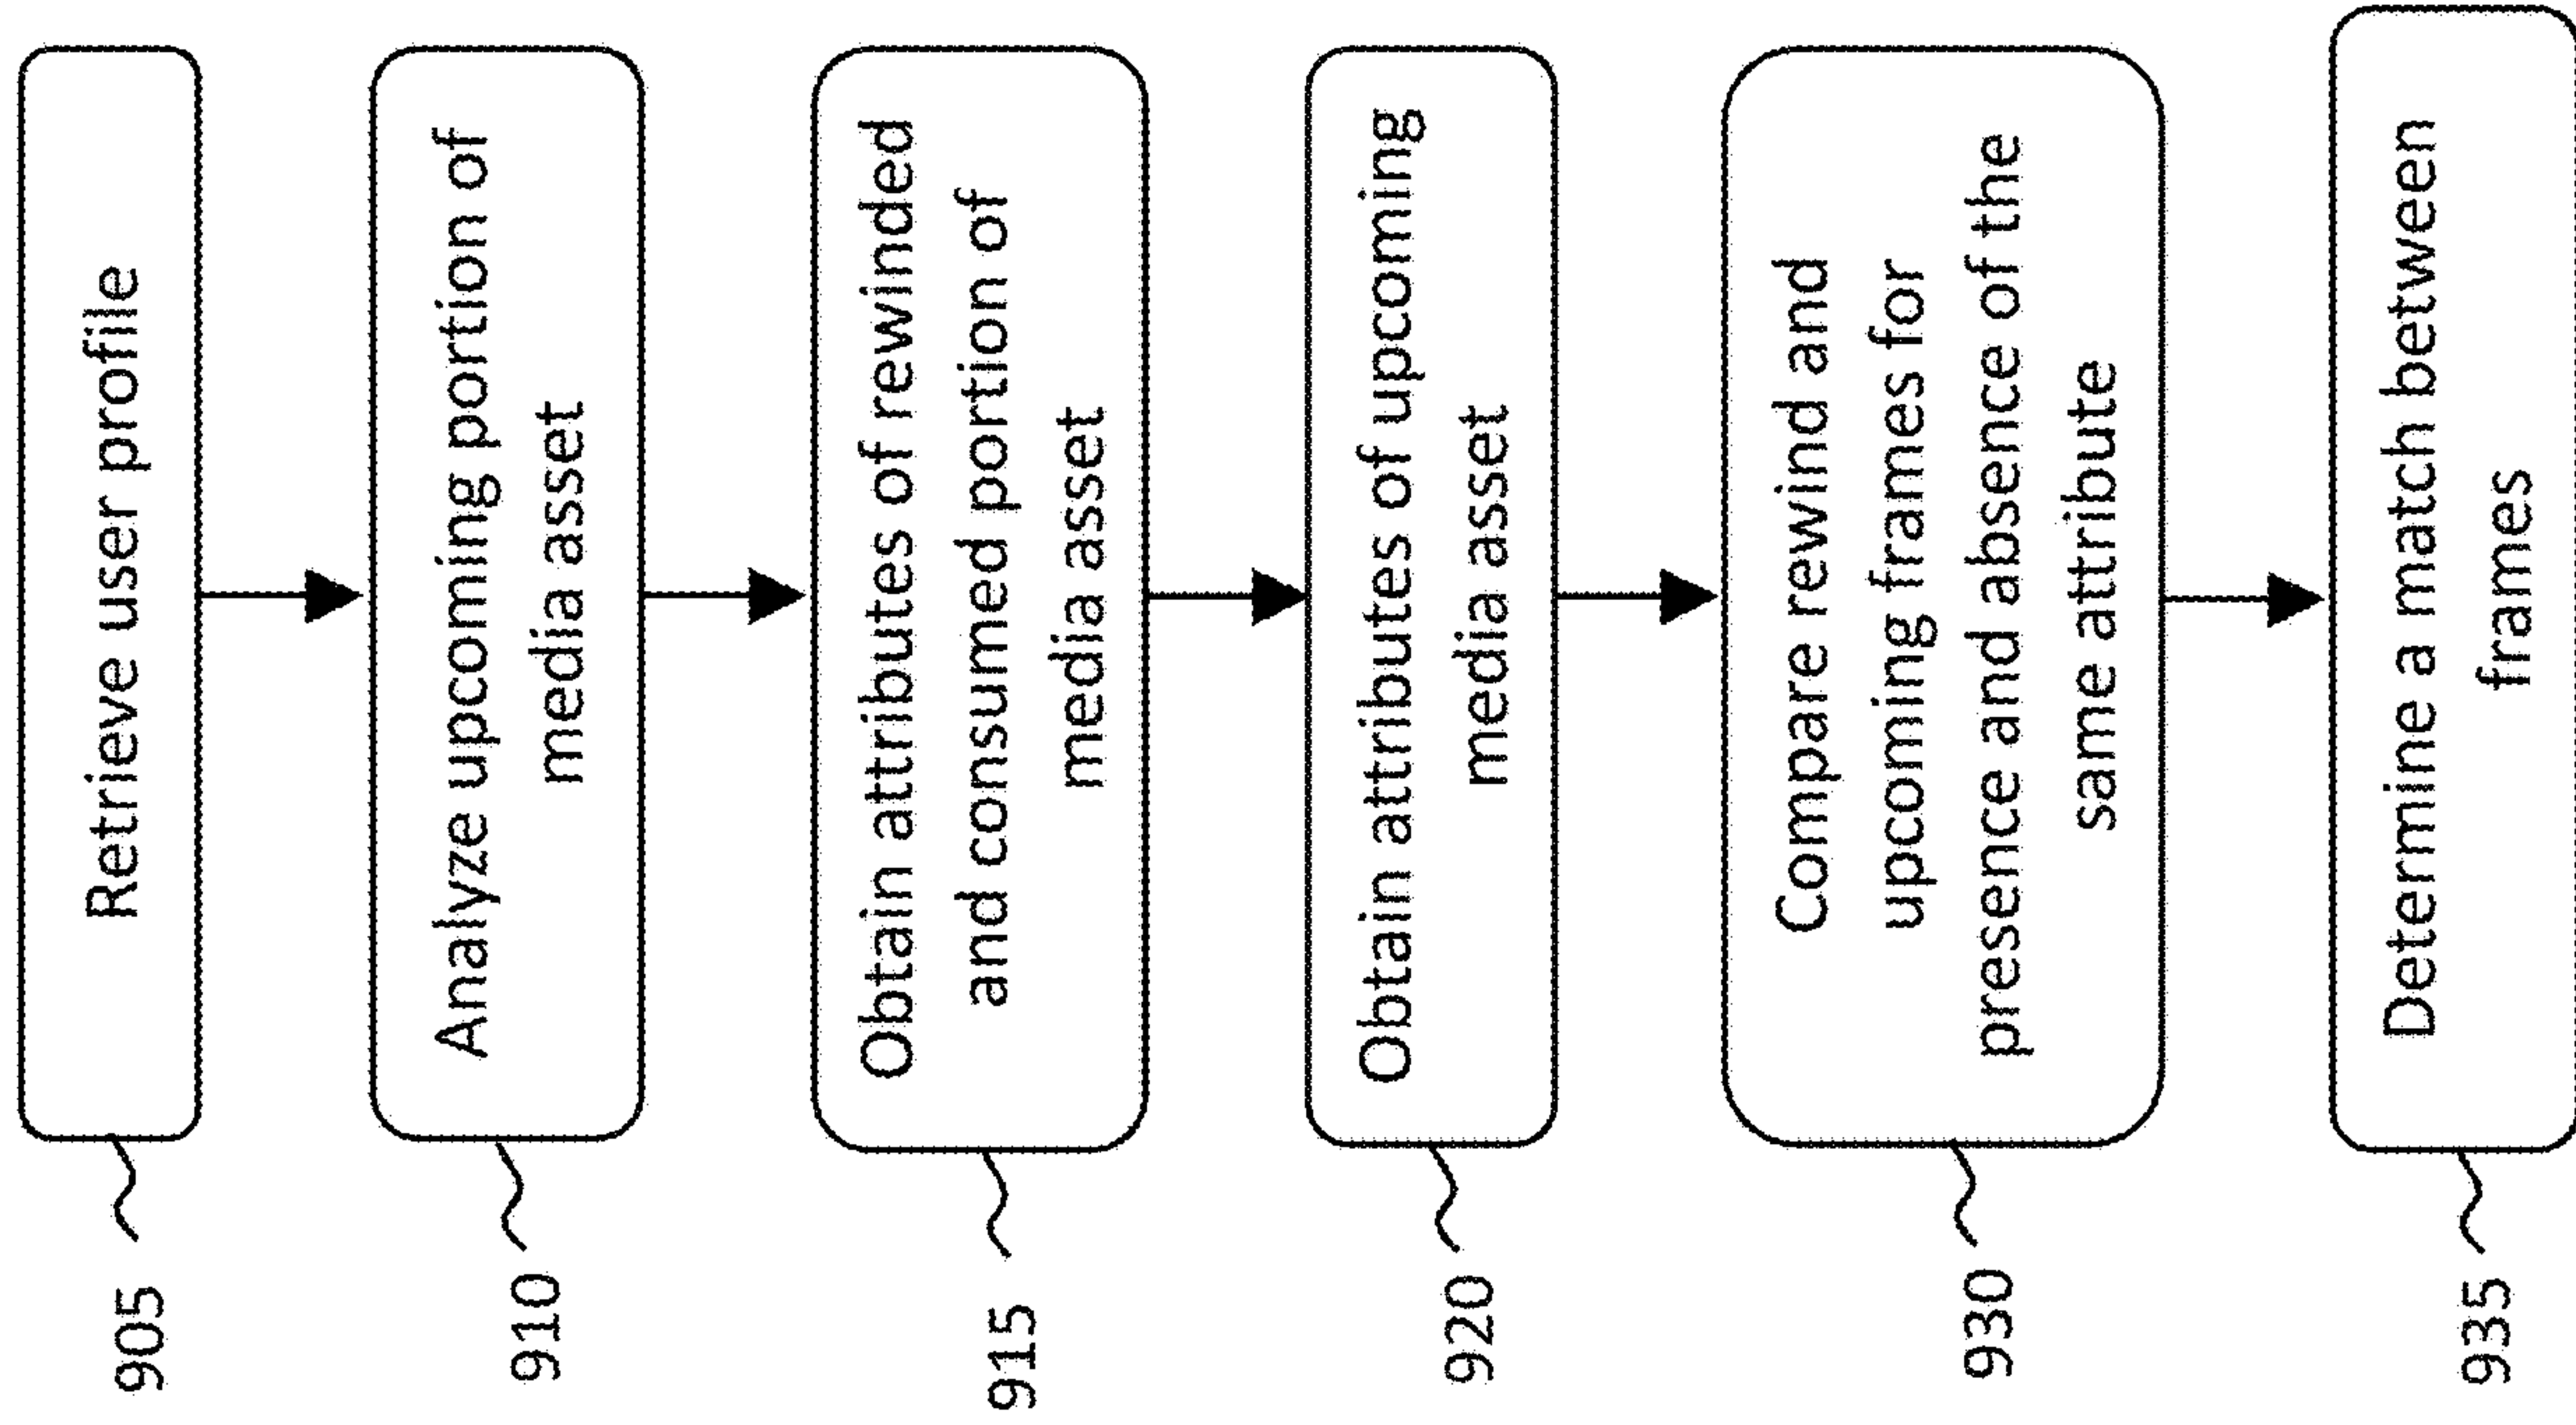 905
Retrieve user profile
910
Analyze upcoming portion of
media asset
915
Obtain attributes of rewinded
and consumed portion of
media asset
920
Obtain attributes of upcoming
media asset
930
Compare rewind and
upcoming frames for
presence and absence of the
same attribute
935
Determine a match between
frames